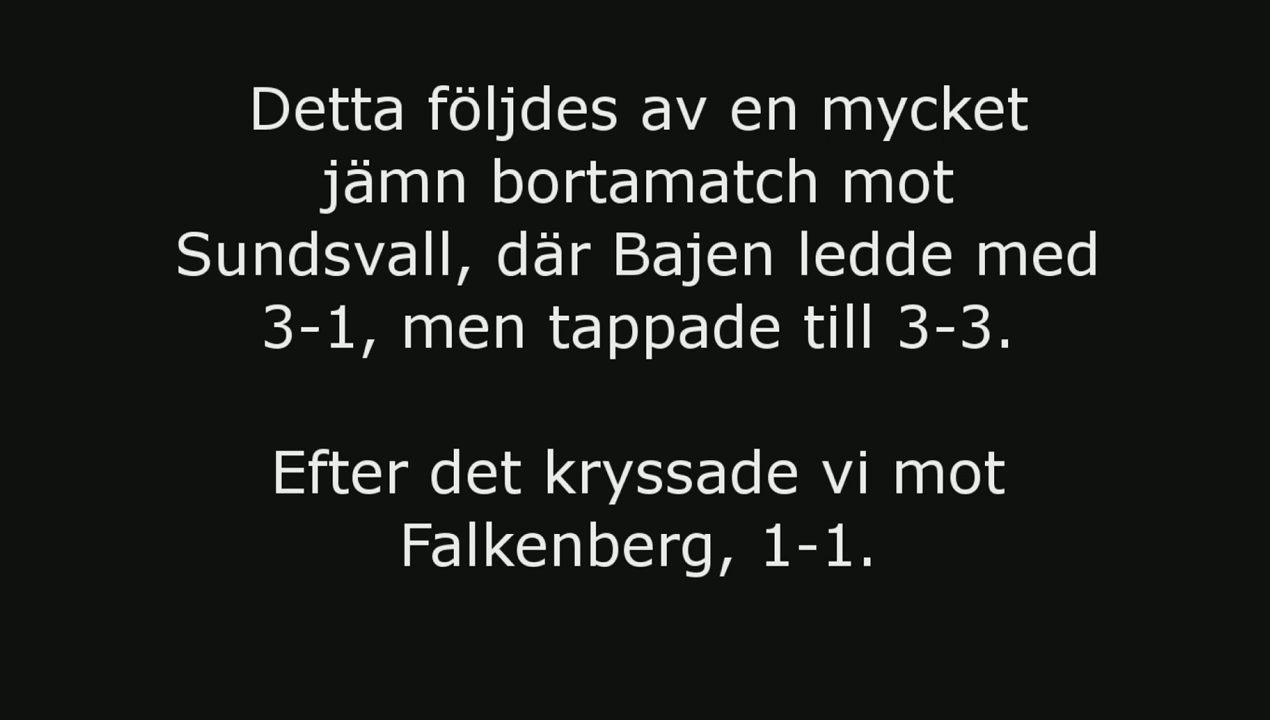 Detta följdes av en mycket
jämn bortamatch mot
Sundsvall, där Bajen ledde med
3-1, men tappade till 3-3.
Efter det kryssade vi mot
Falkenberg, 1-1.